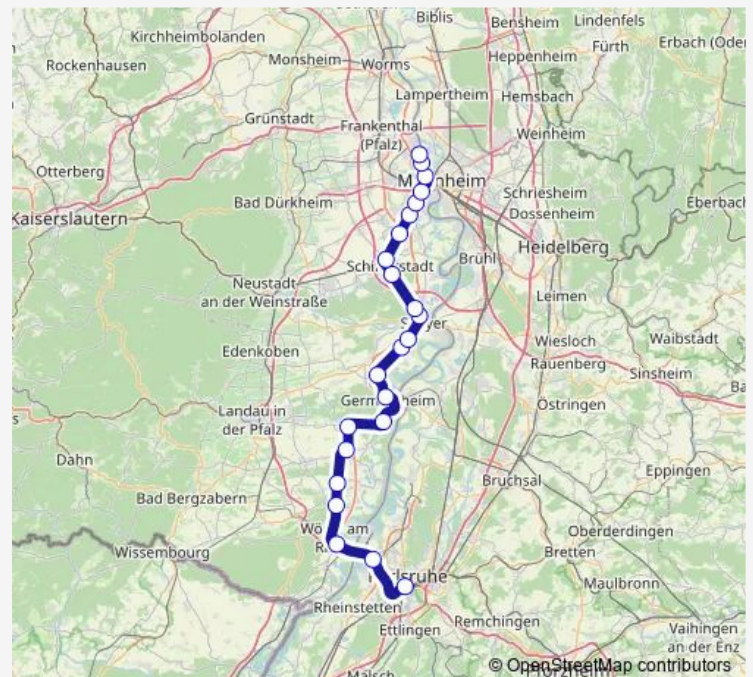 Biblis
Bensheim
Lindenfels
Kirchheimbolanden
Fürth
Erbach (Oder
Monsheim
Worms
Heppenheim
Rockenhausen
Lampertheim
Hemsbach
Grünstadt
Frankenthal
(Pfalz)
Weinheim
Otterberg
Schriesheim
Bad Dürkheim
Eberbach
Kaiserslautern
Dossenheim
Heidelberg
Brühl
Neustadt
an der Weinstraße
Leimen
Edenkoben
Wiesloch
Waibstadt
Rauenberg
Sinsheim
Landau in
der Pfalz
Östringen
Dahn
Eppingen
Bruchsal
Bad Bergzabern
Oberderdingen
Wissembourg
Bretten
Maulbronn
Rheinstetten
Remchingen
Ettlingen
Vaihingen
an der Enz
Malsch
© OpenStreetMap contributors